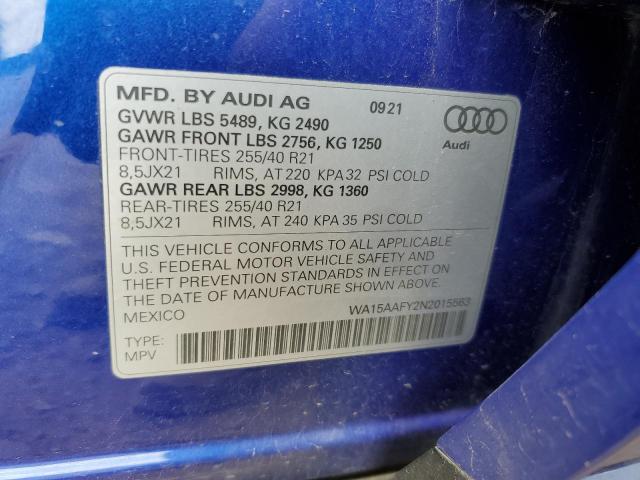 MFD. BY AUDI AG 09 21
GVWR LBS 5489, KG 2490
GAWR FRONT LBS 2756, KG 1250
FRONT-TIRES 255/40 R21
8,5JX21 RIMS, AT 220 KPA 32 PSI COLD
GAWR REAR LBS 2998, KG 1360
REAR-TIRES 255/40 R21
8,5JX21 RIMS, AT 240 KPA 35 PSI COLD
Audi
THIS VEHICLE CONFORMS TO ALL APPLICABLE
U.S. FEDERAL MOTOR VEHICLE SAFETY AND
THEFT PREVENTION STANDARDS IN EFFECT ON
THE DATE OF MANUFACTURE SHOWN ABOVE.
MEXICO
WA15AAFY2N2015563
TYPE:
MPV